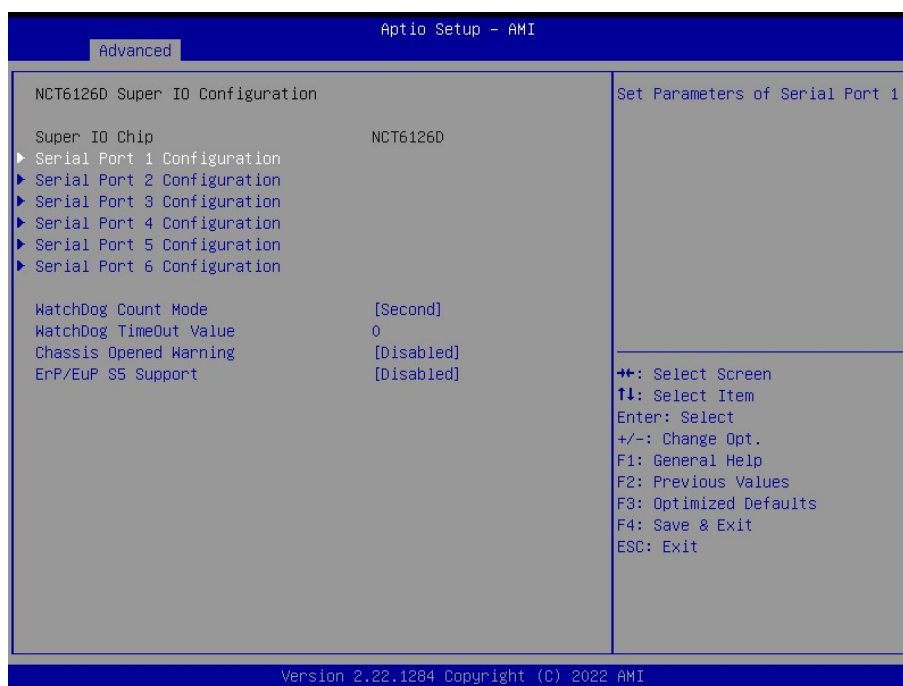 Aptio Setup – AMI
Advanced
NCT6126D Super IO Configuration
Super IO Chip NCT6126D
Serial Port 1 Configuration
Serial Port 2 Configuration
Serial Port 3 Configuration
Serial Port 4 Configuration
Serial Port 5 Configuration
Serial Port 6 Configuration
WatchDog Count Mode [Second]
WatchDog TimeOut Value 0
Chassis Opened Warning [Disabled]
ErP/EuP S5 Support [Disabled]
Set Parameters of Serial Port 1
→←: Select Screen
↑↓: Select Item
Enter: Select
+/-: Change Opt.
F1: General Help
F2: Previous Values
F3: Optimized Defaults
F4: Save & Exit
ESC: Exit
Version 2.22.1284 Copyright (C) 2022 AMI